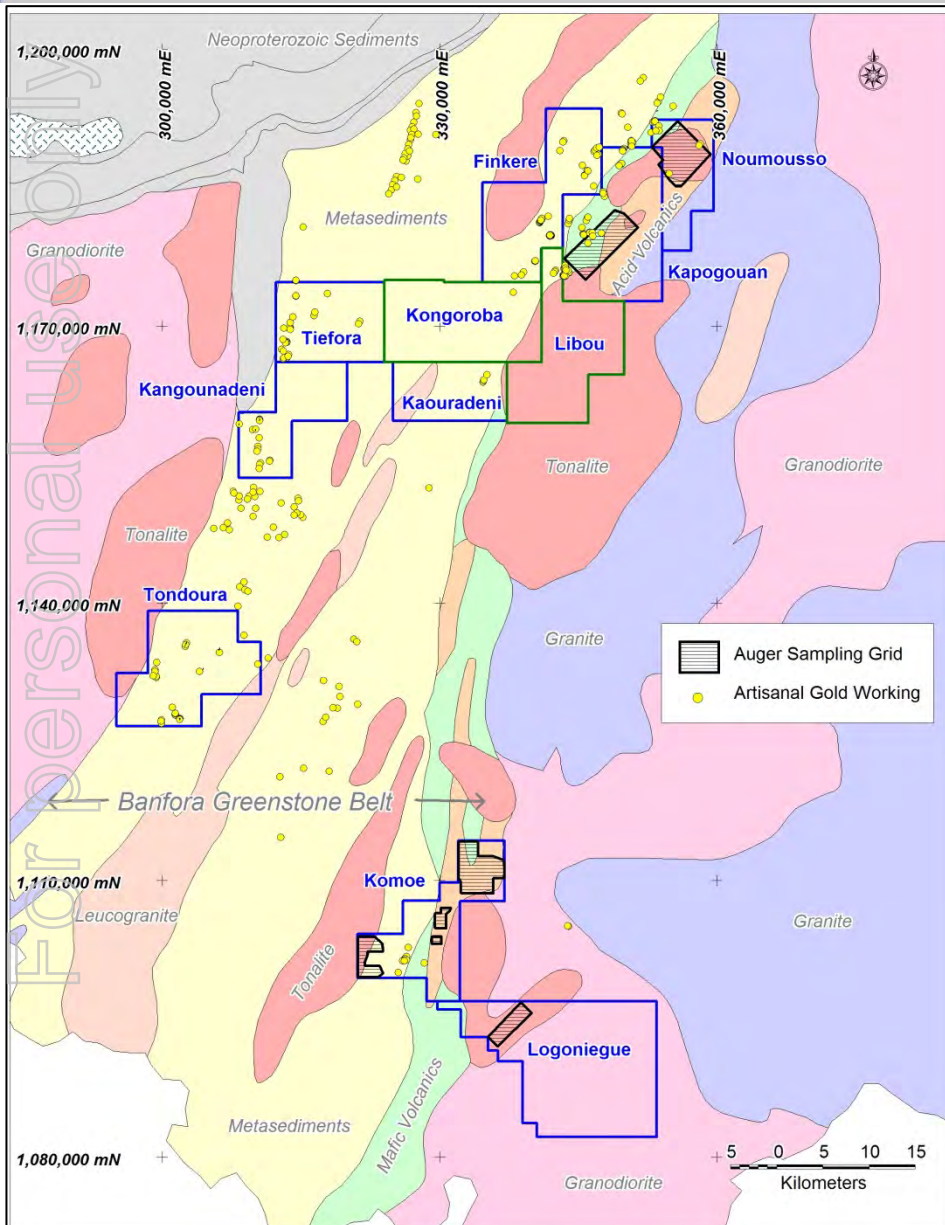 For personal use only
1,200,000 mN
Neoproterozoic Sediments
300,000 mE
330,000 mE
360,000 mE
Finkere
Noumousso
Metasediments
Granodiorite
Acid Volcanics
Kapogouan
1,170,000 mN
Tiefora
Kongoroba
Libou
Kangounadeni
Kaouradeni
Tonalite
Granodiorite
Tonalite
Tondoura
1,140,000 mN
Granite
Auger Sampling Grid
Artisanal Gold Working
Banfora Greenstone Belt
1,110,000 mN
Komoe
Leucogranite
Granite
Tonalite
Logoniegue
Mafic Volcanics
Metasediments
1,080,000 mN
5 0 5 10 15
Kilometers
Granodiorite